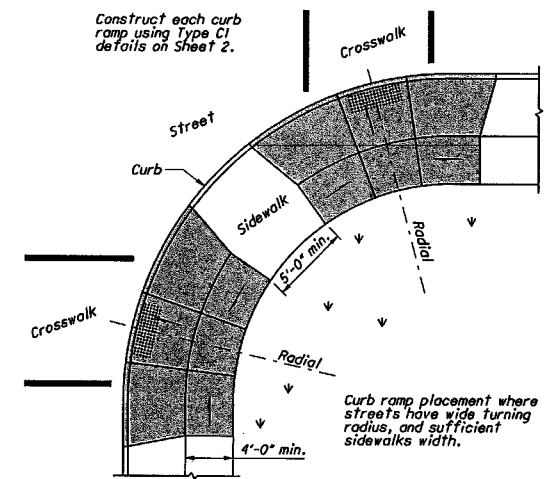 Construct each curb
ramp using Type C1
details on Sheet 2.
Crosswalk
Street
Curb
Sidewalk
5'-0" min.
Radial
Crosswalk
Radial
Curb ramp placement where
streets have wide turning
radius, and sufficient
sidewalks width.
4'-0" min.